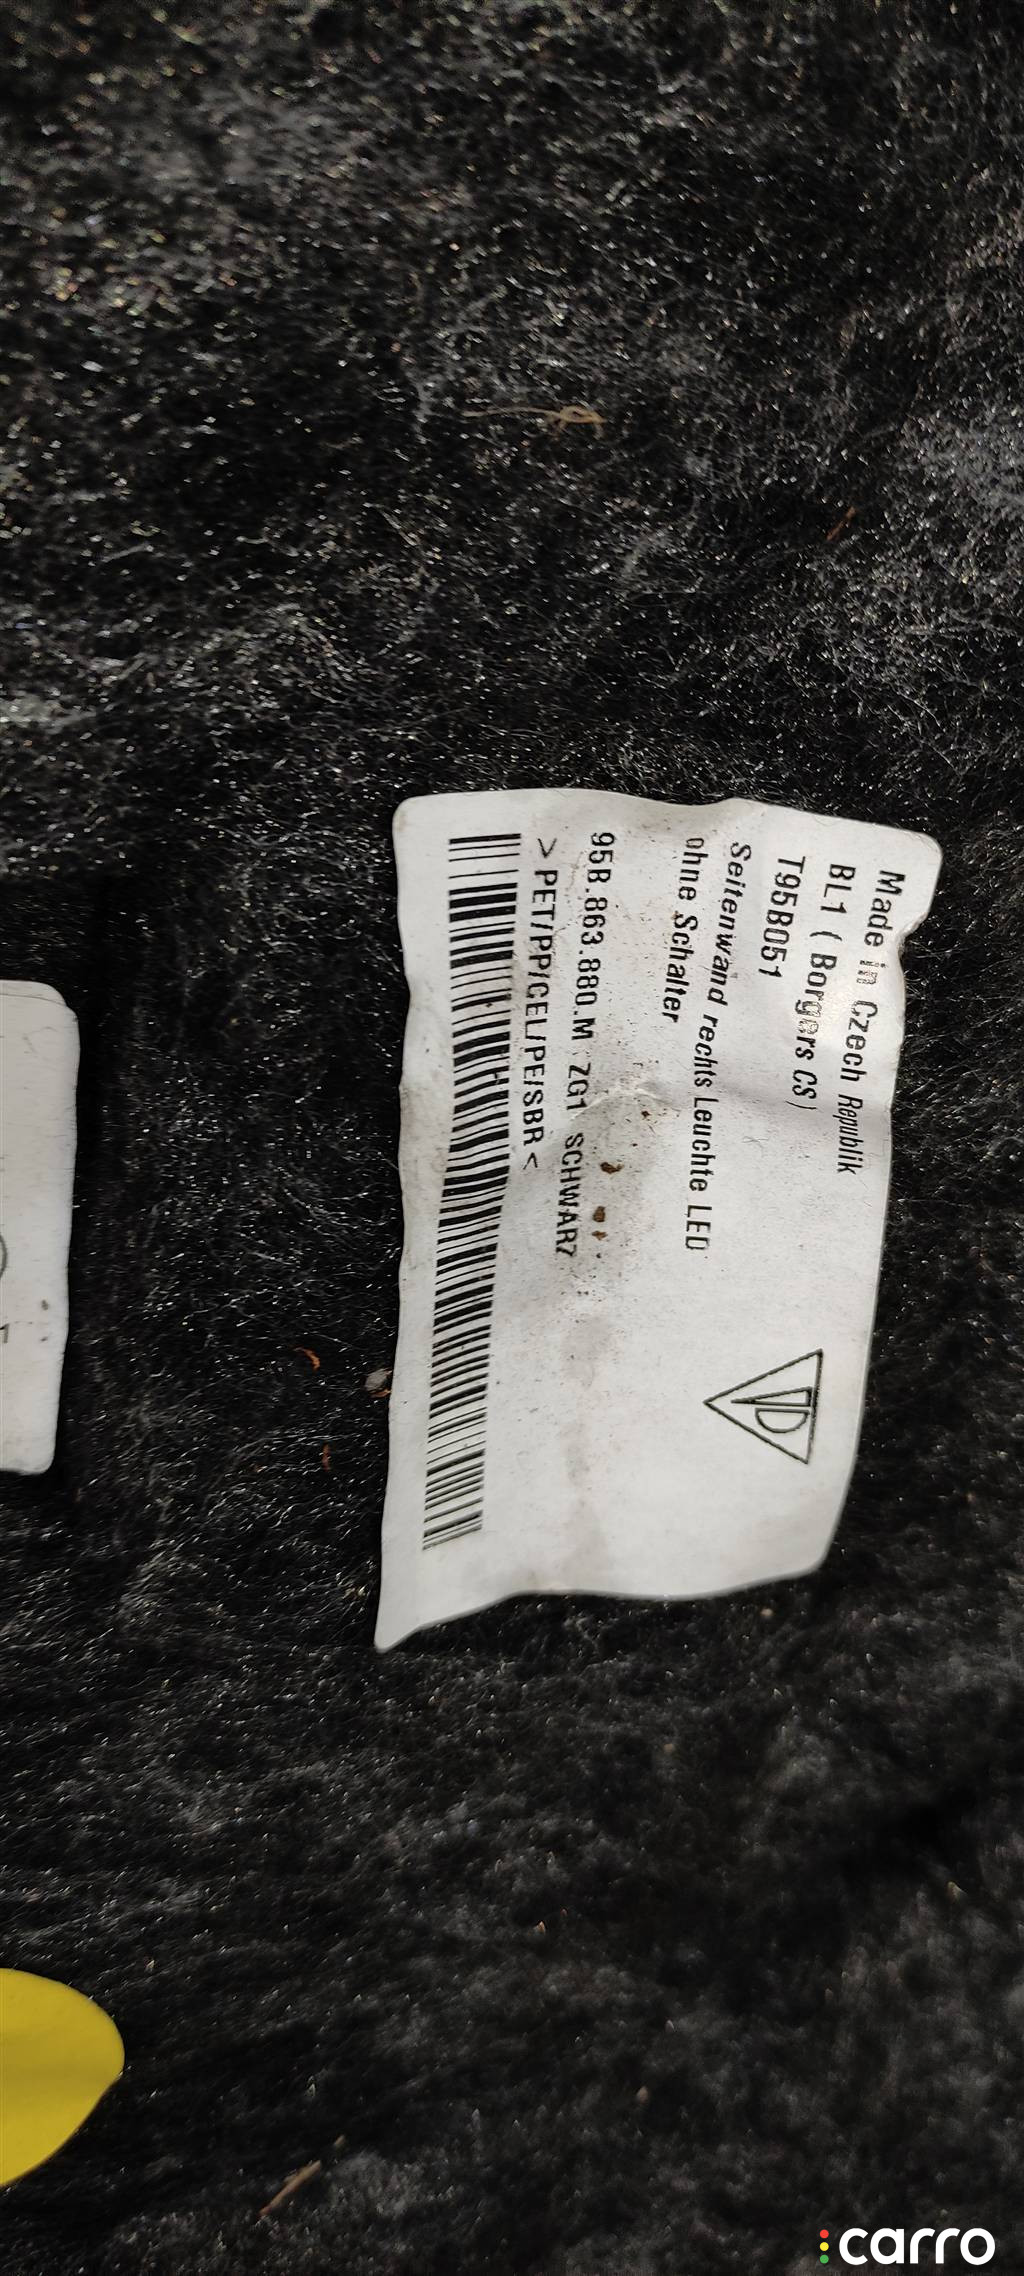 Made in Czech Republik
BL1 ( Borgers CS )
T95B051
Seitenwand rechts Leuchte LED
ohne Schalter
95B.863.880.M ZG1 SCHWARZ
>PET/PP/CEL/PE/SBR<
1
carro